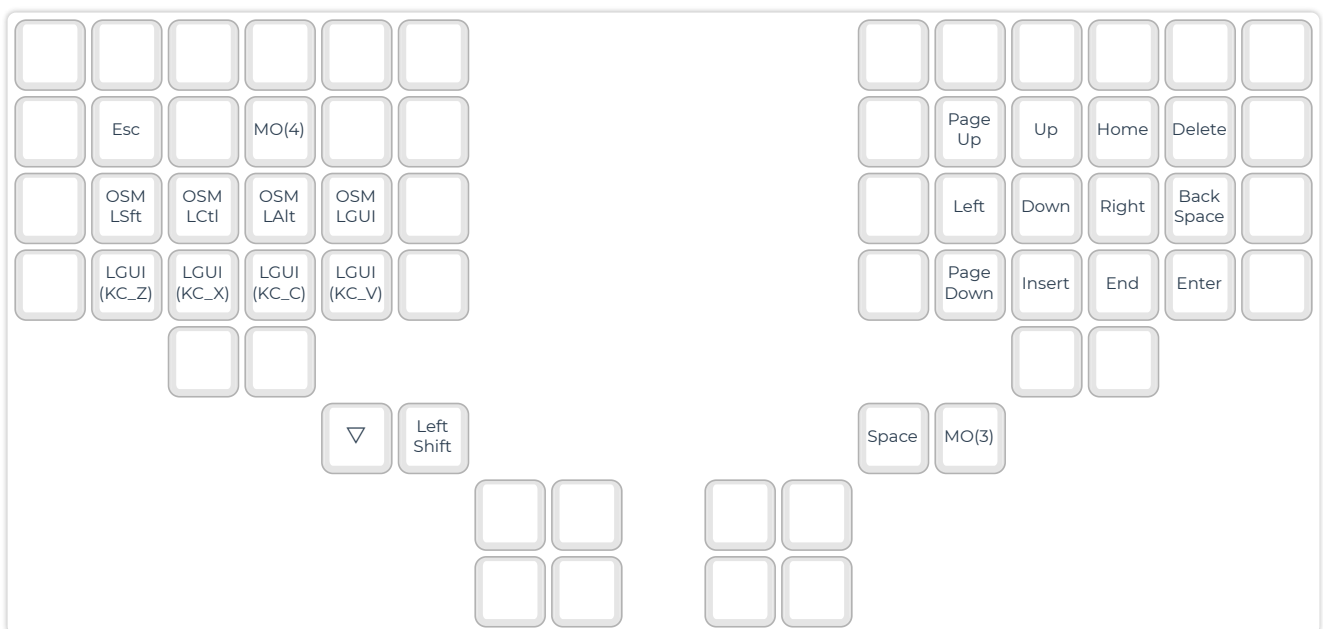 Esc
MO(4)
Page
Up
Up
Home
Delete
OSM
LSft
OSM
LCtl
OSM
LAlt
OSM
LGUI
Left
Down
Right
Back
Space
LGUI
(KC_Z)
LGUI
(KC_X)
LGUI
(KC_C)
LGUI
(KC_V)
Page
Down
Insert
End
Enter
▽
Left
Shift
Space
MO(3)